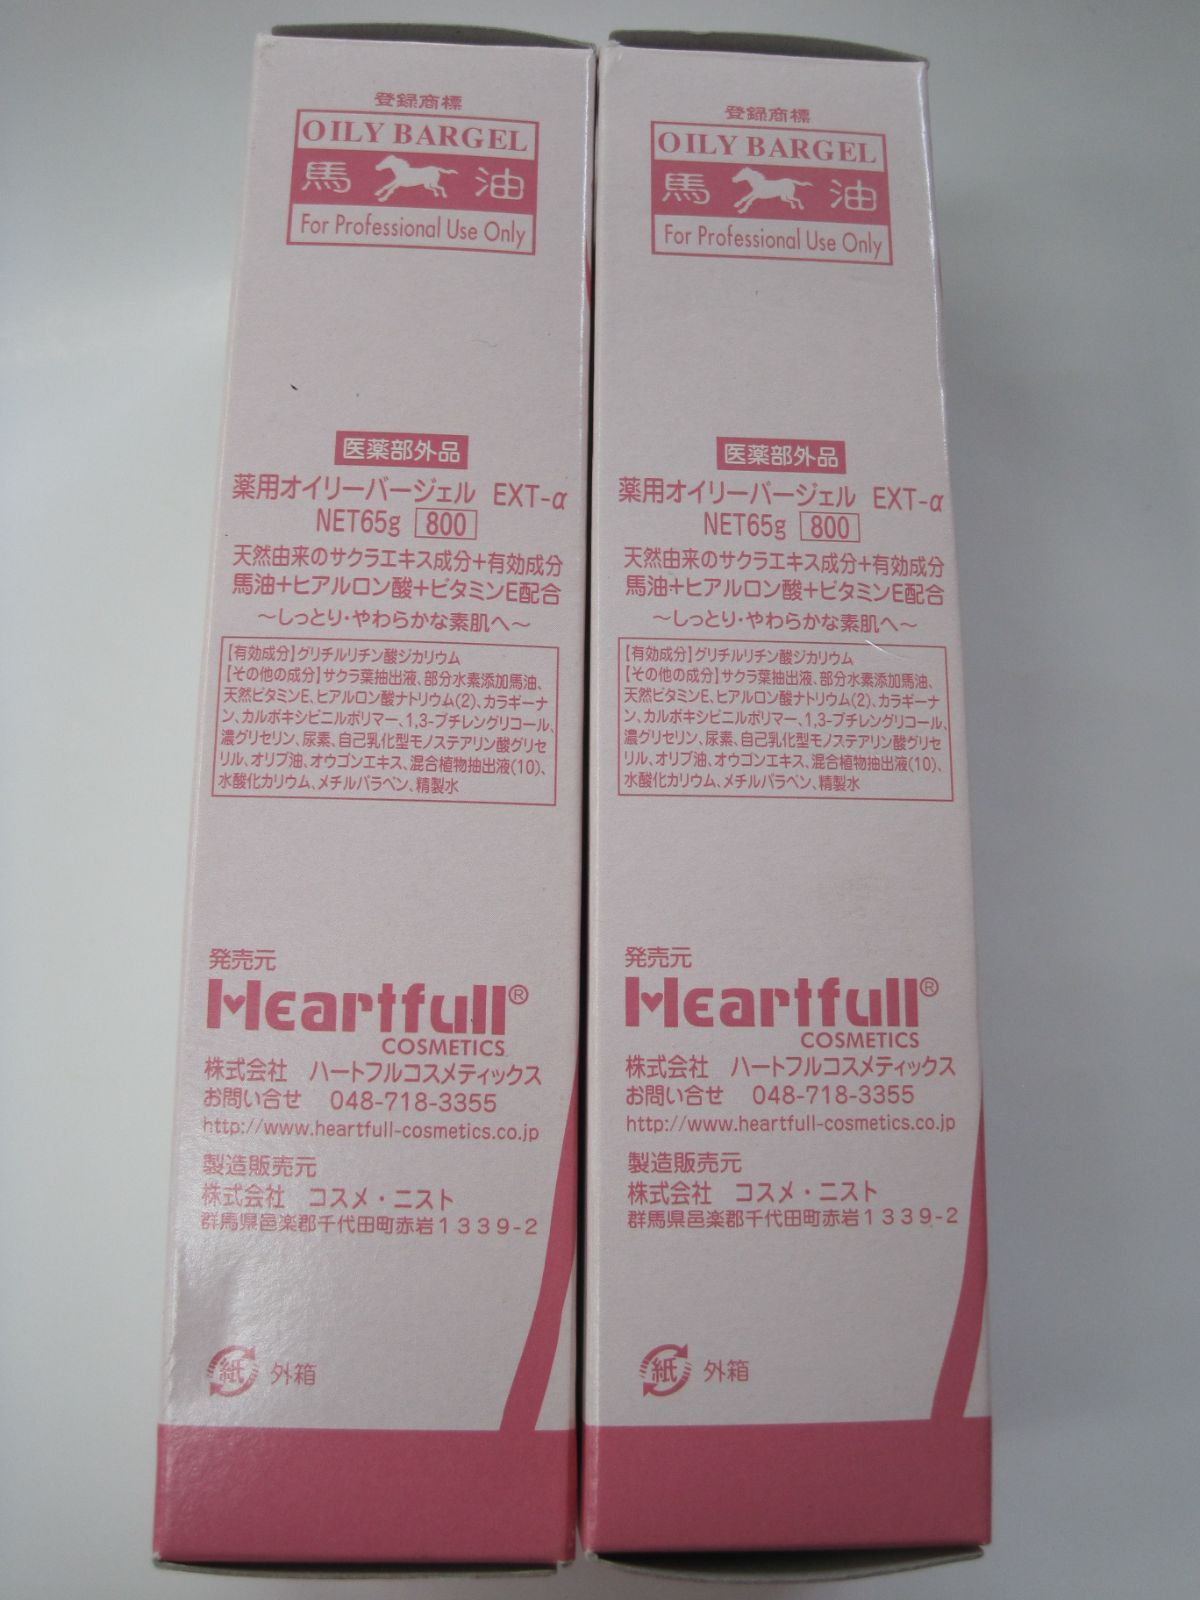 登録商標
OILY BARGEL
馬 油
For Professional Use Only
医薬部外品
薬用オイリーバージェル EXT-α
NET65g 800
天然由来のサクラエキス成分+有効成分
馬油+ヒアルロン酸+ビタミンE配合
～しっとり・やわらかな素肌へ～
【有効成分】グリチルリチン酸ジカリウム
【その他の成分】サクラ葉抽出液、部分水素添加馬油、
天然ビタミンE、ヒアルロン酸ナトリウム(2)、カラギーナ
ン、カルボキシビニルポリマー、1,3-ブチレングリコール、
濃グリセリン、尿素、自己乳化型モノステアリン酸グリセ
リル、オリブ油、オウゴンエキス、混合植物抽出液(10)、
水酸化カリウム、メチルパラベン、精製水
発売元
Heartfull®
COSMETICS
株式会社 ハートフルコスメティックス
お問い合せ 048-718-3355
http://www.heartfull-cosmetics.co.jp
製造販売元
株式会社 コスメ・ニスト
群馬県邑楽郡千代田町赤岩1339-2
紙 外箱
登録商標
OILY BARGEL
馬 油
For Professional Use Only
医薬部外品
薬用オイリーバージェル EXT-α
NET65g 800
天然由来のサクラエキス成分+有効成分
馬油+ヒアルロン酸+ビタミンE配合
～しっとり・やわらかな素肌へ～
【有効成分】グリチルリチン酸ジカリウム
【その他の成分】サクラ葉抽出液、部分水素添加馬油、
天然ビタミンE、ヒアルロン酸ナトリウム(2)、カラギーナ
ン、カルボキシビニルポリマー、1,3-ブチレングリコール、
濃グリセリン、尿素、自己乳化型モノステアリン酸グリセ
リル、オリブ油、オウゴンエキス、混合植物抽出液(10)、
水酸化カリウム、メチルパラベン、精製水
発売元
Heartfull®
COSMETICS
株式会社 ハートフルコスメティックス
お問い合せ 048-718-3355
http://www.heartfull-cosmetics.co.jp
製造販売元
株式会社 コスメ・ニスト
群馬県邑楽郡千代田町赤岩1339-2
紙 外箱